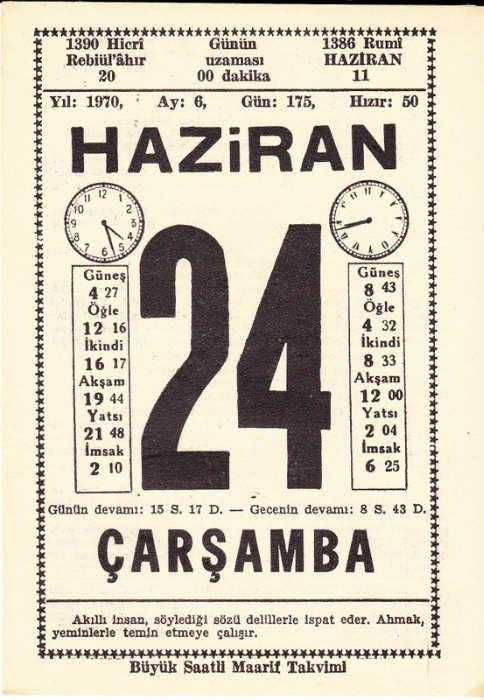 1390 Hicrî Günün 1386 Rumî
Rebiül'âhır uzaması HAZİRAN
20 00 dakika 11
Yıl: 1970, Ay: 6, Gün: 175, Hızır: 50
HAZiRAN
24
Güneş
4 27
Öğle
12 16
İkindi
16 17
Akşam
19 44
Yatsı
21 48
İmsak
2 10
Güneş
8 43
Öğle
4 32
İkindi
8 33
Akşam
12 00
Yatsı
2 04
İmsak
6 25
Günün devamı: 15 S. 17 D. — Gecenin devamı: 8 S. 43 D.
ÇARŞAMBA
Akıllı insan, söylediği sözü delillerle ispat eder. Ahmak,
yeminlerle temin etmeye çalışır.
Büyük Saatli Maarif Takvimi